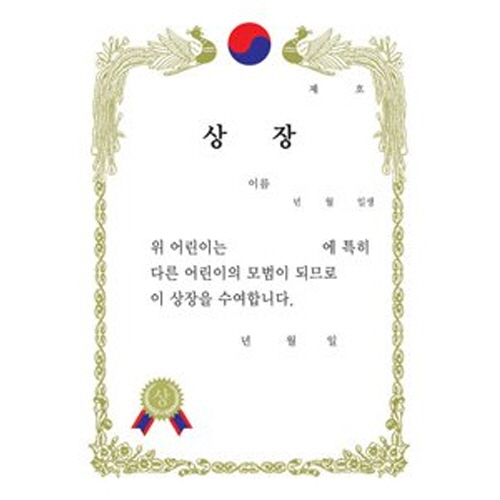 제 호
상 장
이름
년 월 일생
위 어린이는 에 특히
다른 어린이의 모범이 되므로
이 상장을 수여합니다.
년 월 일
상